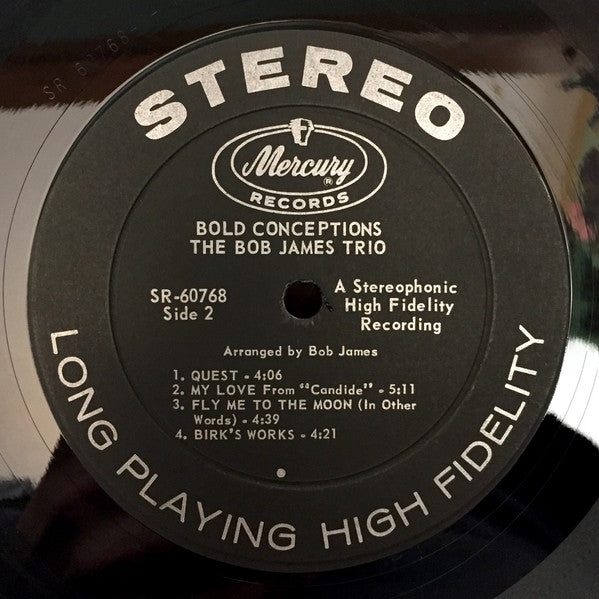 SR 60768
STEREO
Mercury
®
RECORDS
BOLD CONCEPTIONS
THE BOB JAMES TRIO
SR-60768
Side 2
A Stereophonic
High Fidelity
Recording
Arranged by Bob James
1. QUEST - 4:06
2. MY LOVE From "Candide" - 5:11
3. FLY ME TO THE MOON (In Other
Words) - 4:39
4. BIRK'S WORKS - 4:21
LONG PLAYING HIGH FIDELITY